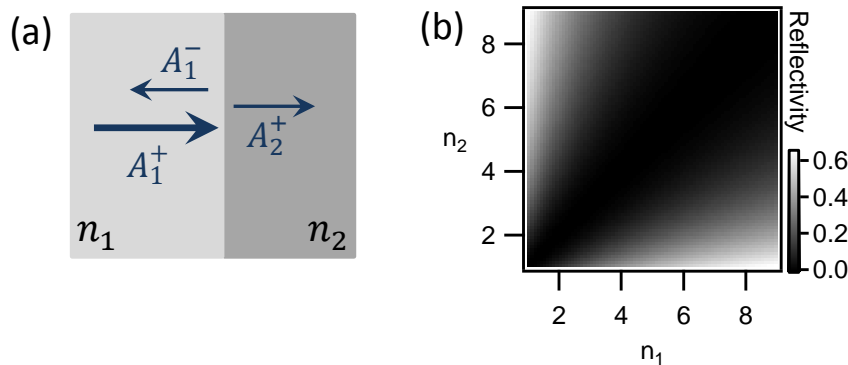 (a)
A₁⁻
A₁⁺
A₂⁺
n₁
n₂
(b)
8
6
4
2
n₂
2
4
6
8
n₁
Reflectivity
0.6
0.4
0.2
0.0